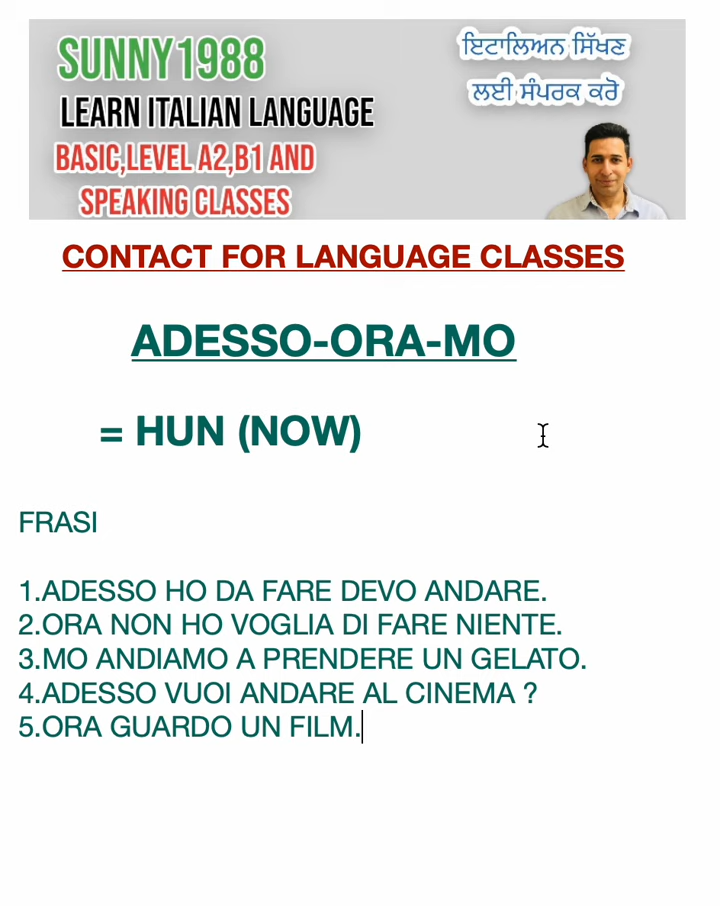 SUNNY1988
LEARN ITALIAN LANGUAGE
BASIC,LEVEL A2,B1 AND
SPEAKING CLASSES
ਇਟਾਲਿਅਨ ਸਿੱਖਣ
ਲਈ ਸੰਪਰਕ ਕਰੋ
CONTACT FOR LANGUAGE CLASSES
ADESSO-ORA-MO
= HUN (NOW)
FRASI
1.ADESSO HO DA FARE DEVO ANDARE.
2.ORA NON HO VOGLIA DI FARE NIENTE.
3.MO ANDIAMO A PRENDERE UN GELATO.
4.ADESSO VUOI ANDARE AL CINEMA ?
5.ORA GUARDO UN FILM.